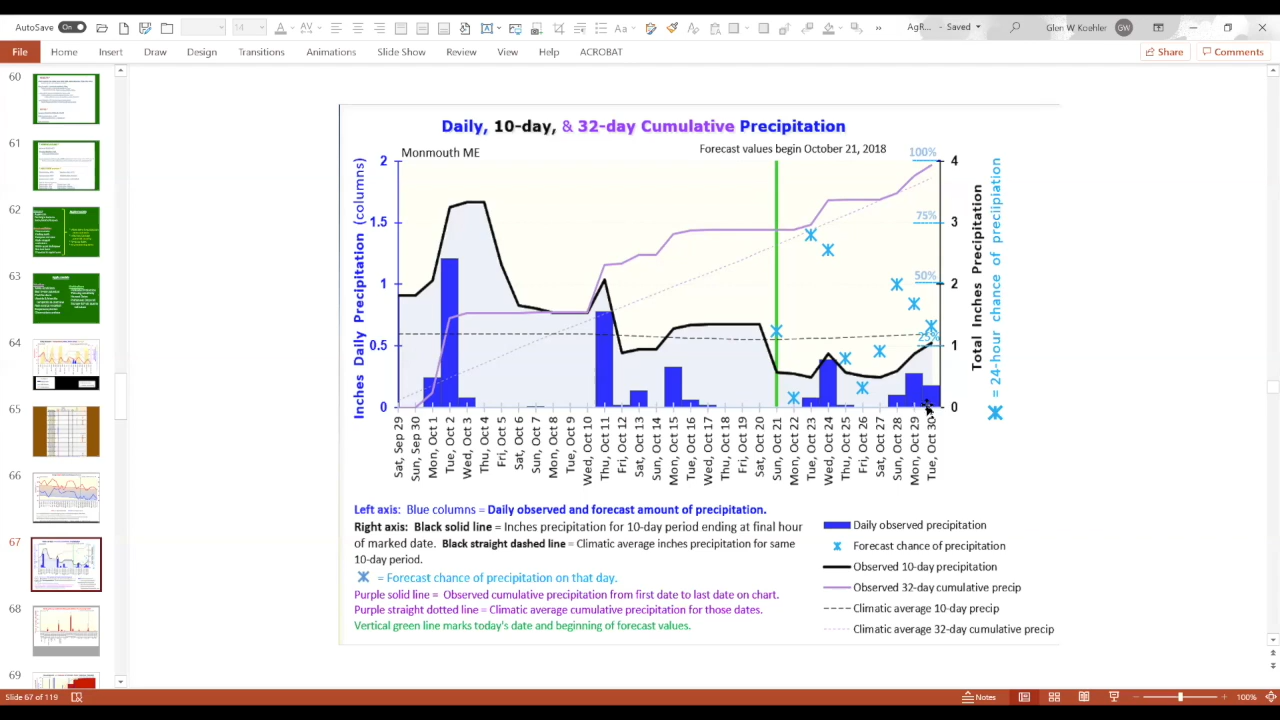 AutoSave
On
14
AgR... - Saved
Glen W Koehler
GW
File
Home
Insert
Draw
Design
Transitions
Animations
Slide Show
Review
View
Help
ACROBAT
Share
Comments
60
61
62
63
64
65
66
67
68
69
Daily, 10-day, & 32-day Cumulative Precipitation
Monmouth
Forecast values begin October 21, 2018
Inches Daily Precipitation (columns)
2
1.5
1
0.5
0
100%
75%
50%
25%
4
3
2
1
0
Total Inches Precipitation
= 24-hour chance of preciipiation
Sat, Sep 29
Sun, Sep 30
Mon, Oct 1
Tue, Oct 2
Wed, Oct 3
Thu, Oct 4
Fri, Oct 5
Sat, Oct 6
Sun, Oct 7
Mon, Oct 8
Tue, Oct 9
Wed, Oct 10
Thu, Oct 11
Fri, Oct 12
Sat, Oct 13
Sun, Oct 14
Mon, Oct 15
Tue, Oct 16
Wed, Oct 17
Thu, Oct 18
Fri, Oct 19
Sat, Oct 20
Sun, Oct 21
Mon, Oct 22
Tue, Oct 23
Wed, Oct 24
Thu, Oct 25
Fri, Oct 26
Sat, Oct 27
Sun, Oct 28
Mon, Oct 29
Tue, Oct 30
Left axis: Blue columns = Daily observed and forecast amount of precipitation.
Right axis: Black solid line = Inches precipitation for 10-day period ending at final hour
of marked date. Black straight dashed line = Climatic average inches precipitation for same
10-day period.
= Forecast chance of precipitation on that day.
Purple solid line = Observed cumulative precipitation from first date to last date on chart.
Purple straight dotted line = Climatic average cumulative precipitation for those dates.
Vertical green line marks today's date and beginning of forecast values.
Daily observed precipitation
Forecast chance of precipitation
Observed 10-day precipitation
Observed 32-day cumulative precip
Climatic average 10-day precip
Climatic average 32-day cumulative precip
Slide 67 of 119
Notes
100%